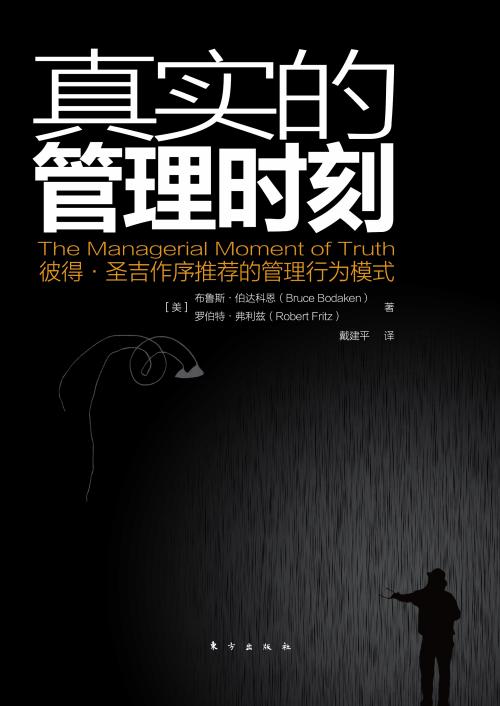 真实的
管理时刻
The Managerial Moment of Truth
彼得·圣吉作序推荐的管理行为模式
[美] 布鲁斯·伯达科恩（Bruce Bodaken）
罗伯特·弗利兹（Robert Fritz） 著
戴建平 译
东方出版社